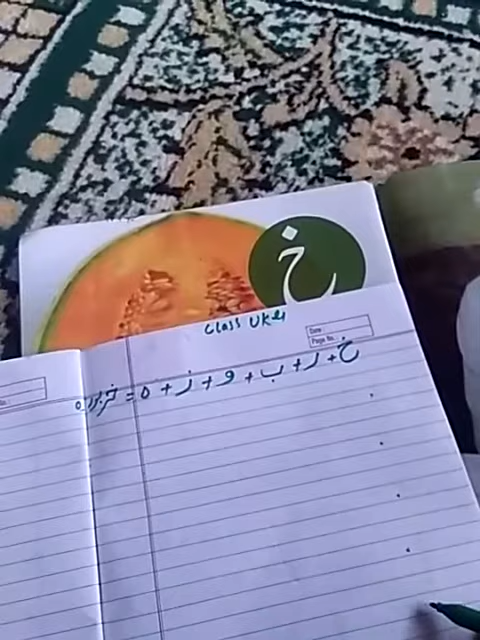 خ
Class UKG
Date:
Page No.:
خ + ر + ب + و + ز + ہ = خربوزہ